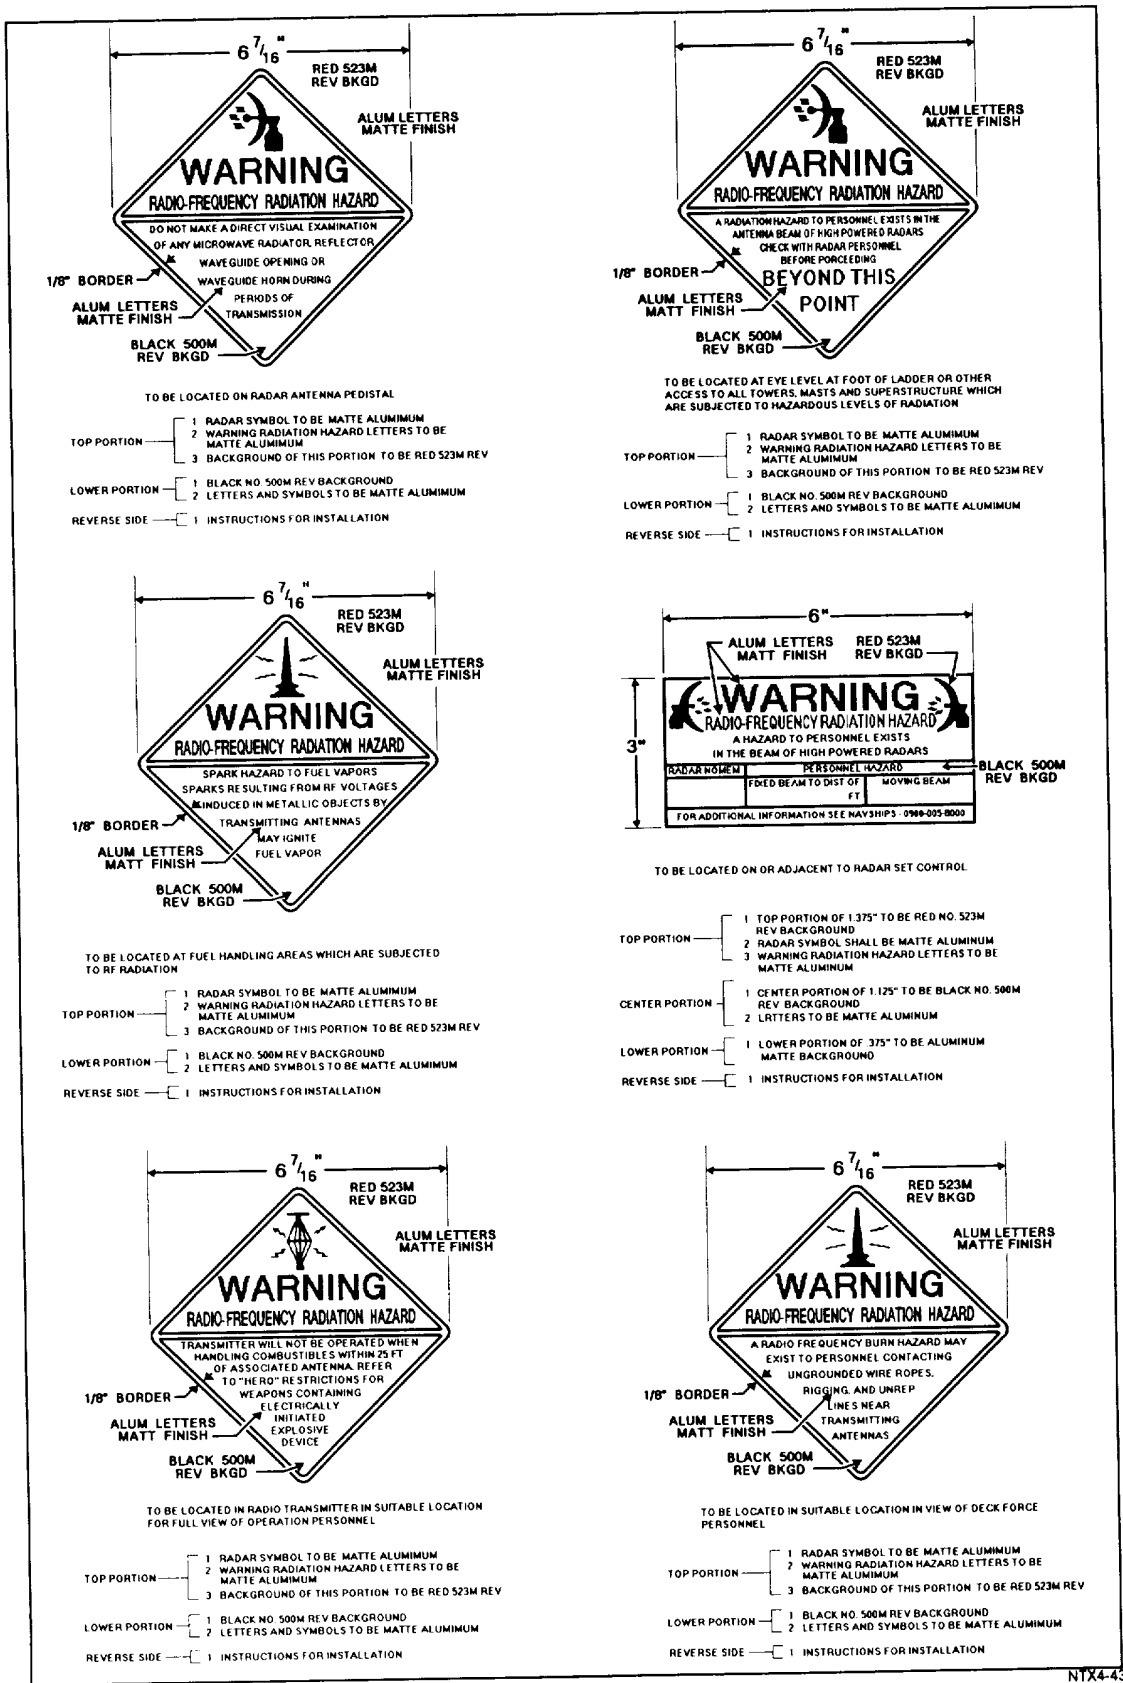 6 7/16"
RED 523M
REV BKGD
ALUM LETTERS
MATTE FINISH
WARNING
RADIO-FREQUENCY RADIATION HAZARD
DO NOT MAKE A DIRECT VISUAL EXAMINATION
OF ANY MICROWAVE RADIATOR, REFLECTOR,
WAVEGUIDE OPENING OR
WAVEGUIDE HORN DURING
PERIODS OF
TRANSMISSION
1/8" BORDER
ALUM LETTERS
MATTE FINISH
BLACK 500M
REV BKGD
TO BE LOCATED ON RADAR ANTENNA PEDISTAL
TOP PORTION
1 RADAR SYMBOL TO BE MATTE ALUMIMUM
2 WARNING RADIATION HAZARD LETTERS TO BE
MATTE ALUMIMUM
3 BACKGROUND OF THIS PORTION TO BE RED 523M REV
LOWER PORTION
1 BLACK NO. 500M REV BACKGROUND
2 LETTERS AND SYMBOLS TO BE MATTE ALUMIMUM
REVERSE SIDE
1 INSTRUCTIONS FOR INSTALLATION
6 7/16"
RED 523M
REV BKGD
ALUM LETTERS
MATTE FINISH
WARNING
RADIO-FREQUENCY RADIATION HAZARD
A RADIATION HAZARD TO PERSONNEL EXISTS IN THE
ANTENNA BEAM OF HIGH POWERED RADARS
CHECK WITH RADAR PERSONNEL
BEFORE PORCEEDING
BEYOND THIS
POINT
1/8" BORDER
ALUM LETTERS
MATT FINISH
BLACK 500M
REV BKGD
TO BE LOCATED AT EYE LEVEL AT FOOT OF LADDER OR OTHER
ACCESS TO ALL TOWERS, MASTS AND SUPERSTRUCTURE WHICH
ARE SUBJECTED TO HAZARDOUS LEVELS OF RADIATION
TOP PORTION
1 RADAR SYMBOL TO BE MATTE ALUMINUM
2 WARNING RADIATION HAZARD LETTERS TO BE
MATTE ALUMIMUM
3 BACKGROUND OF THIS PORTION TO BE RED 523M REV
LOWER PORTION
1 BLACK NO. 500M REV BACKGROUND
2 LETTERS AND SYMBOLS TO BE MATTE ALUMINUM
REVERSE SIDE
1 INSTRUCTIONS FOR INSTALLATION
6 7/16"
RED 523M
REV BKGD
ALUM LETTERS
MATTE FINISH
WARNING
RADIO-FREQUENCY RADIATION HAZARD
SPARK HAZARD TO FUEL VAPORS
SPARKS RESULTING FROM RF VOLTAGES
INDUCED IN METALLIC OBJECTS BY
TRANSMITTING ANTENNAS
MAY IGNITE
FUEL VAPOR
1/8" BORDER
ALUM LETTERS
MATT FINISH
BLACK 500M
REV BKGD
TO BE LOCATED AT FUEL HANDLING AREAS WHICH ARE SUBJECTED
TO RF RADIATION
TOP PORTION
1 RADAR SYMBOL TO BE MATTE ALUMIMUM
2 WARNING RADIATION HAZARD LETTERS TO BE
MATTE ALUMIMUM
3 BACKGROUND OF THIS PORTION TO BE RED 523M REV
LOWER PORTION
1 BLACK NO. 500M REV BACKGROUND
2 LETTERS AND SYMBOLS TO BE MATTE ALUMIMUM
REVERSE SIDE
1 INSTRUCTIONS FOR INSTALLATION
6"
ALUM LETTERS
MATT FINISH
RED 523M
REV BKGD
3"
WARNING
RADIO-FREQUENCY RADIATION HAZARD
A HAZARD TO PERSONNEL EXISTS
IN THE BEAM OF HIGH POWERED RADARS
RADAR NOMEM PERSONNEL HAZARD
FIXED BEAM TO DIST OF
FT
MOVING BEAM
FOR ADDITIONAL INFORMATION SEE NAVSHIPS - 0900-005-8000
BLACK 500M
REV BKGD
TO BE LOCATED ON OR ADJACENT TO RADAR SET CONTROL
TOP PORTION
1 TOP PORTION OF 1.375" TO BE RED NO. 523M
REV BACKGROUND
2 RADAR SYMBOL SHALL BE MATTE ALUMINUM
3 WARNING RADIATION HAZARD LETTERS TO BE
MATTE ALUMINUM
CENTER PORTION
1 CENTER PORTION OF 1.125" TO BE BLACK NO. 500M
REV BACKGROUND
2 LRTTERS TO BE MATTE ALUMINUM
LOWER PORTION
1 LOWER PORTION OF .375" TO BE ALUMINUM
MATTE BACKGROUND
REVERSE SIDE
1 INSTRUCTIONS FOR INSTALLATION
6 7/16"
RED 523M
REV BKGD
ALUM LETTERS
MATTE FINISH
WARNING
RADIO-FREQUENCY RADIATION HAZARD
TRANSMITTER WILL NOT BE OPERATED WHEN
HANDLING COMBUSTIBLES WITHIN 25 FT
OF ASSOCIATED ANTENNA. REFER
TO "HERO" RESTRICTIONS FOR
WEAPONS CONTAINING
ELECTRICALLY
INITIATED
EXPLOSIVE
DEVICE
1/8" BORDER
ALUM LETTERS
MATT FINISH
BLACK 500M
REV BKGD
TO BE LOCATED IN RADIO TRANSMITTER IN SUITABLE LOCATION
FOR FULL VIEW OF OPERATION PERSONNEL
TOP PORTION
1 RADAR SYMBOL TO BE MATTE ALUMIMUM
2 WARNING RADIATION HAZARD LETTERS TO BE
MATTE ALUMIMUM
3 BACKGROUND OF THIS PORTION TO BE RED 523M REV
LOWER PORTION
1 BLACK NO. 500M REV BACKGROUND
2 LETTERS AND SYMBOLS TO BE MATTE ALUMIMUM
REVERSE SIDE
1 INSTRUCTIONS FOR INSTALLATION
6 7/16"
RED 523M
REV BKGD
ALUM LETTERS
MATTE FINISH
WARNING
RADIO-FREQUENCY RADIATION HAZARD
A RADIO FREQUENCY BURN HAZARD MAY
EXIST TO PERSONNEL CONTACTING
UNGROUNDED WIRE ROPES,
RIGGING, AND UNREP
LINES NEAR
TRANSMITTING
ANTENNAS
1/8" BORDER
ALUM LETTERS
MATT FINISH
BLACK 500M
REV BKGD
TO BE LOCATED IN SUITABLE LOCATION IN VIEW OF DECK FORCE
PERSONNEL
TOP PORTION
1 RADAR SYMBOL TO BE MATTE ALUMIMUM
2 WARNING RADIATION HAZARD LETTERS TO BE
MATTE ALUMIMUM
3 BACKGROUND OF THIS PORTION TO BE RED 523M REV
LOWER PORTION
1 BLACK NO. 500M REV BACKGROUND
2 LETTERS AND SYMBOLS TO BE MATTE ALUMIMUM
REVERSE SIDE
1 INSTRUCTIONS FOR INSTALLATION
NTX4-43